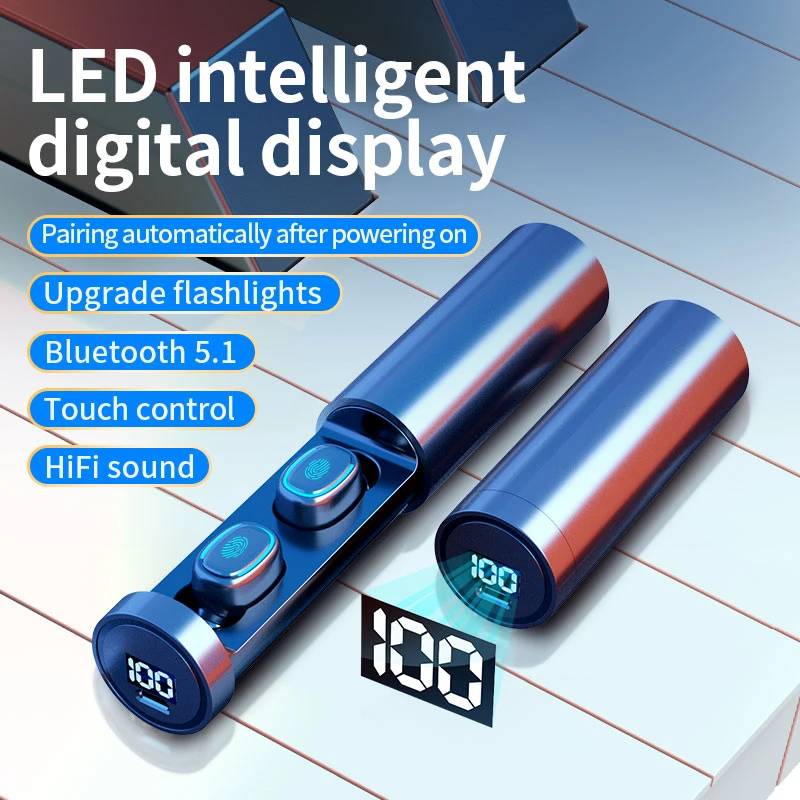 LED intelligent
digital display
Pairing automatically after powering on
Upgrade flashlights
Bluetooth 5.1
Touch control
HiFi sound
100
100
100